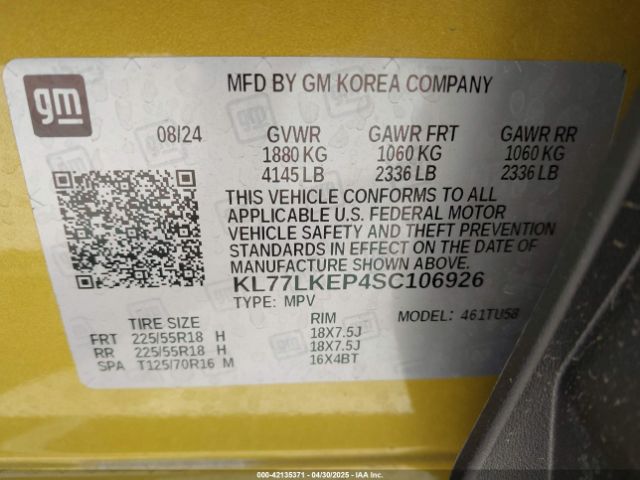 gm
MFD BY GM KOREA COMPANY
08/24 GVWR GAWR FRT GAWR RR
1880 KG 1060 KG 1060 KG
4145 LB 2336 LB 2336 LB
THIS VEHICLE CONFORMS TO ALL
APPLICABLE U.S. FEDERAL MOTOR
VEHICLE SAFETY AND THEFT PREVENTION
STANDARDS IN EFFECT ON THE DATE OF
MANUFACTURE SHOWN ABOVE.
KL77LKEP4SC106926
TYPE: MPV MODEL: 461TU58
TIRE SIZE RIM
FRT 225/55R18 H 18X7.5J
RR 225/55R18 H 18X7.5J
SPA T125/70R16 M 16X4BT
000-42135371 - 04/30/2025 - IAAI.COM